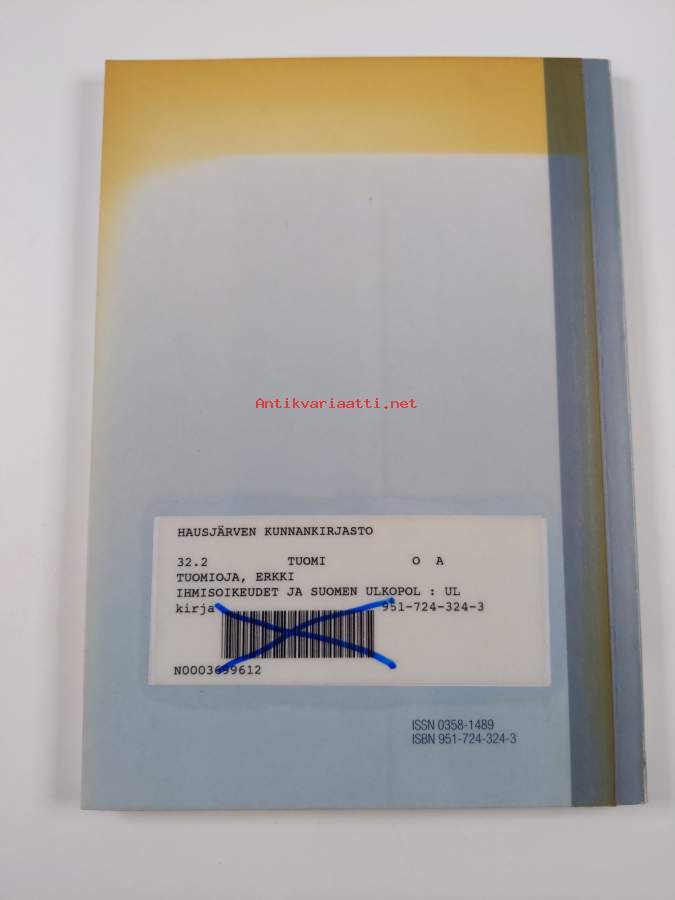 Antikvariaatti.net
HAUSJÄRVEN KUNNANKIRJASTO
32.2 TUOMI O A
TUOMIOJA, ERKKI
IHMISOIKEUDET JA SUOMEN ULKOPOL : UL
kirja 951-724-324-3
N0003699612
ISSN 0358-1489
ISBN 951-724-324-3